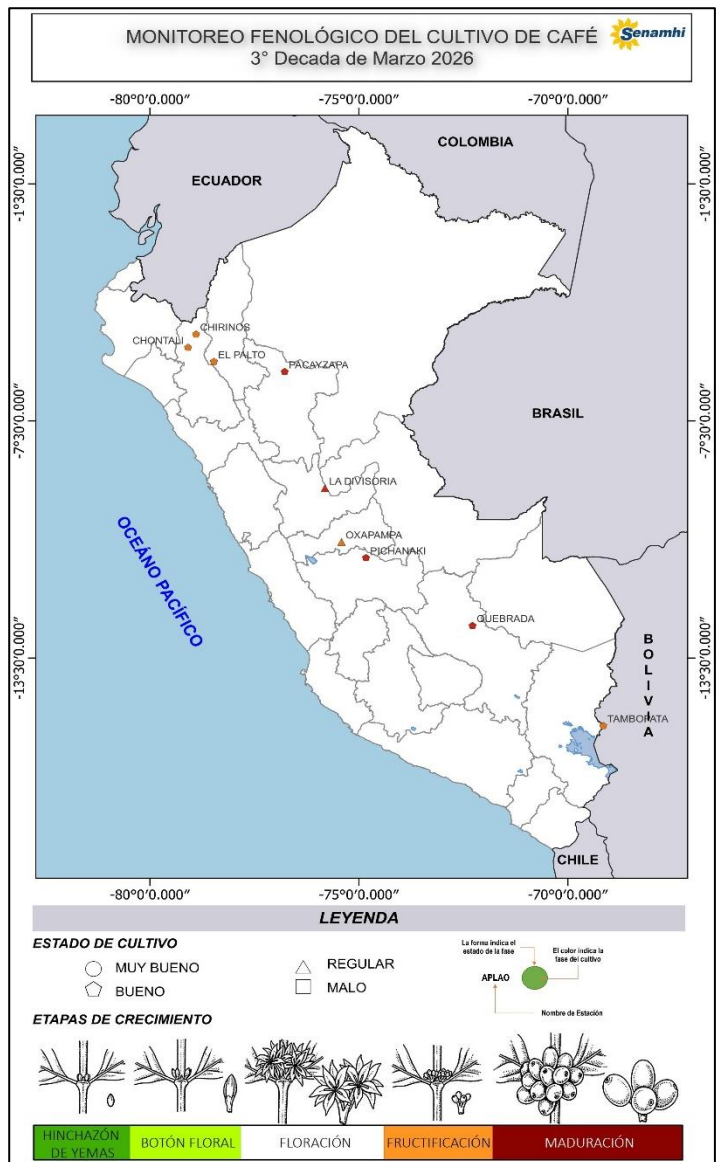 MONITOREO FENOLÓGICO DEL CULTIVO DE CAFÉ
3° Decada de Marzo 2026
Senamhi
-80°0'0.000"
-75°0'0.000"
-70°0'0.000"
COLOMBIA
ECUADOR
-1°30'0.000"
-1°30'0.000"
CHIRINOS
CHONTALI
EL PALTO
PACAYZAPA
BRASIL
-7°30'0.000"
-7°30'0.000"
LA DIVISORIA
OXAPAMPA
PICHANAKI
OCEÁNO PACÍFICO
QUEBRADA
-13°30'0.000"
-13°30'0.000"
BOLIVIA
TAMBOPATA
CHILE
-80°0'0.000"
-75°0'0.000"
-70°0'0.000"
LEYENDA
ESTADO DE CULTIVO
MUY BUENO
BUENO
REGULAR
MALO
La forma indica el
estado de la fase
El color indica la
fase del cultivo
APLAO
Nombre de Estación
ETAPAS DE CRECIMIENTO
HINCHAZÓN
DE YEMAS
BOTÓN FLORAL
FLORACIÓN
FRUCTIFICACIÓN
MADURACIÓN